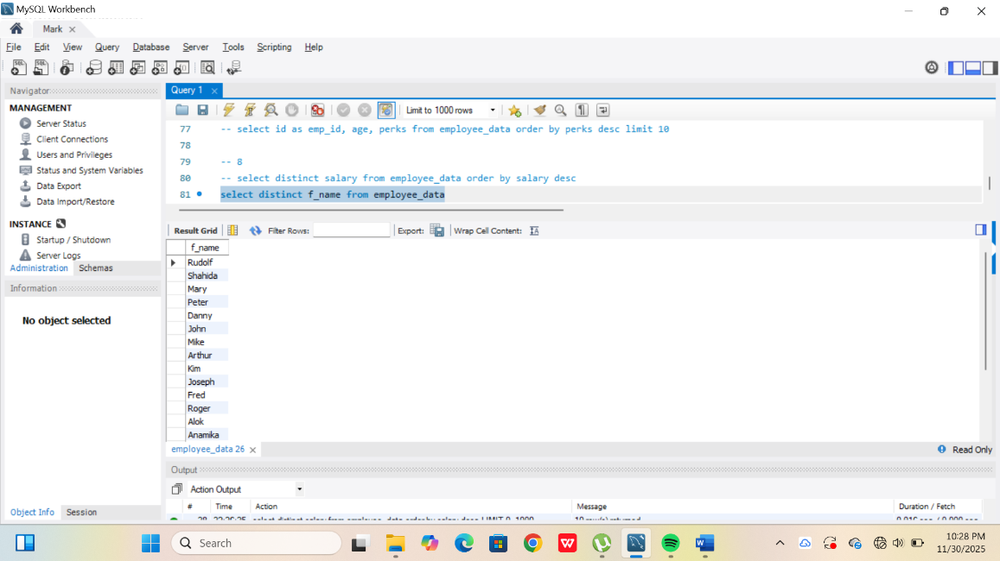 MySQL Workbench
Mark
File Edit View Query Database Server Tools Scripting Help
Navigator
MANAGEMENT
Server Status
Client Connections
Users and Privileges
Status and System Variables
Data Export
Data Import/Restore
INSTANCE
Startup / Shutdown
Server Logs
Administration Schemas
Information
No object selected
Object Info Session
Query 1
Limit to 1000 rows
77 -- select id as emp_id, age, perks from employee_data order by perks desc limit 10
78
79 -- 8
80 -- select distinct salary from employee_data order by salary desc
81 select distinct f_name from employee_data
Result Grid Filter Rows: Export: Wrap Cell Content:
f_name
Rudolf
Shahida
Mary
Peter
Danny
John
Mike
Arthur
Kim
Joseph
Fred
Roger
Alok
Anamika
employee_data 26
Read Only
Output
Action Output
# Time Action Message Duration / Fetch
Search
10:28 PM
11/30/2025